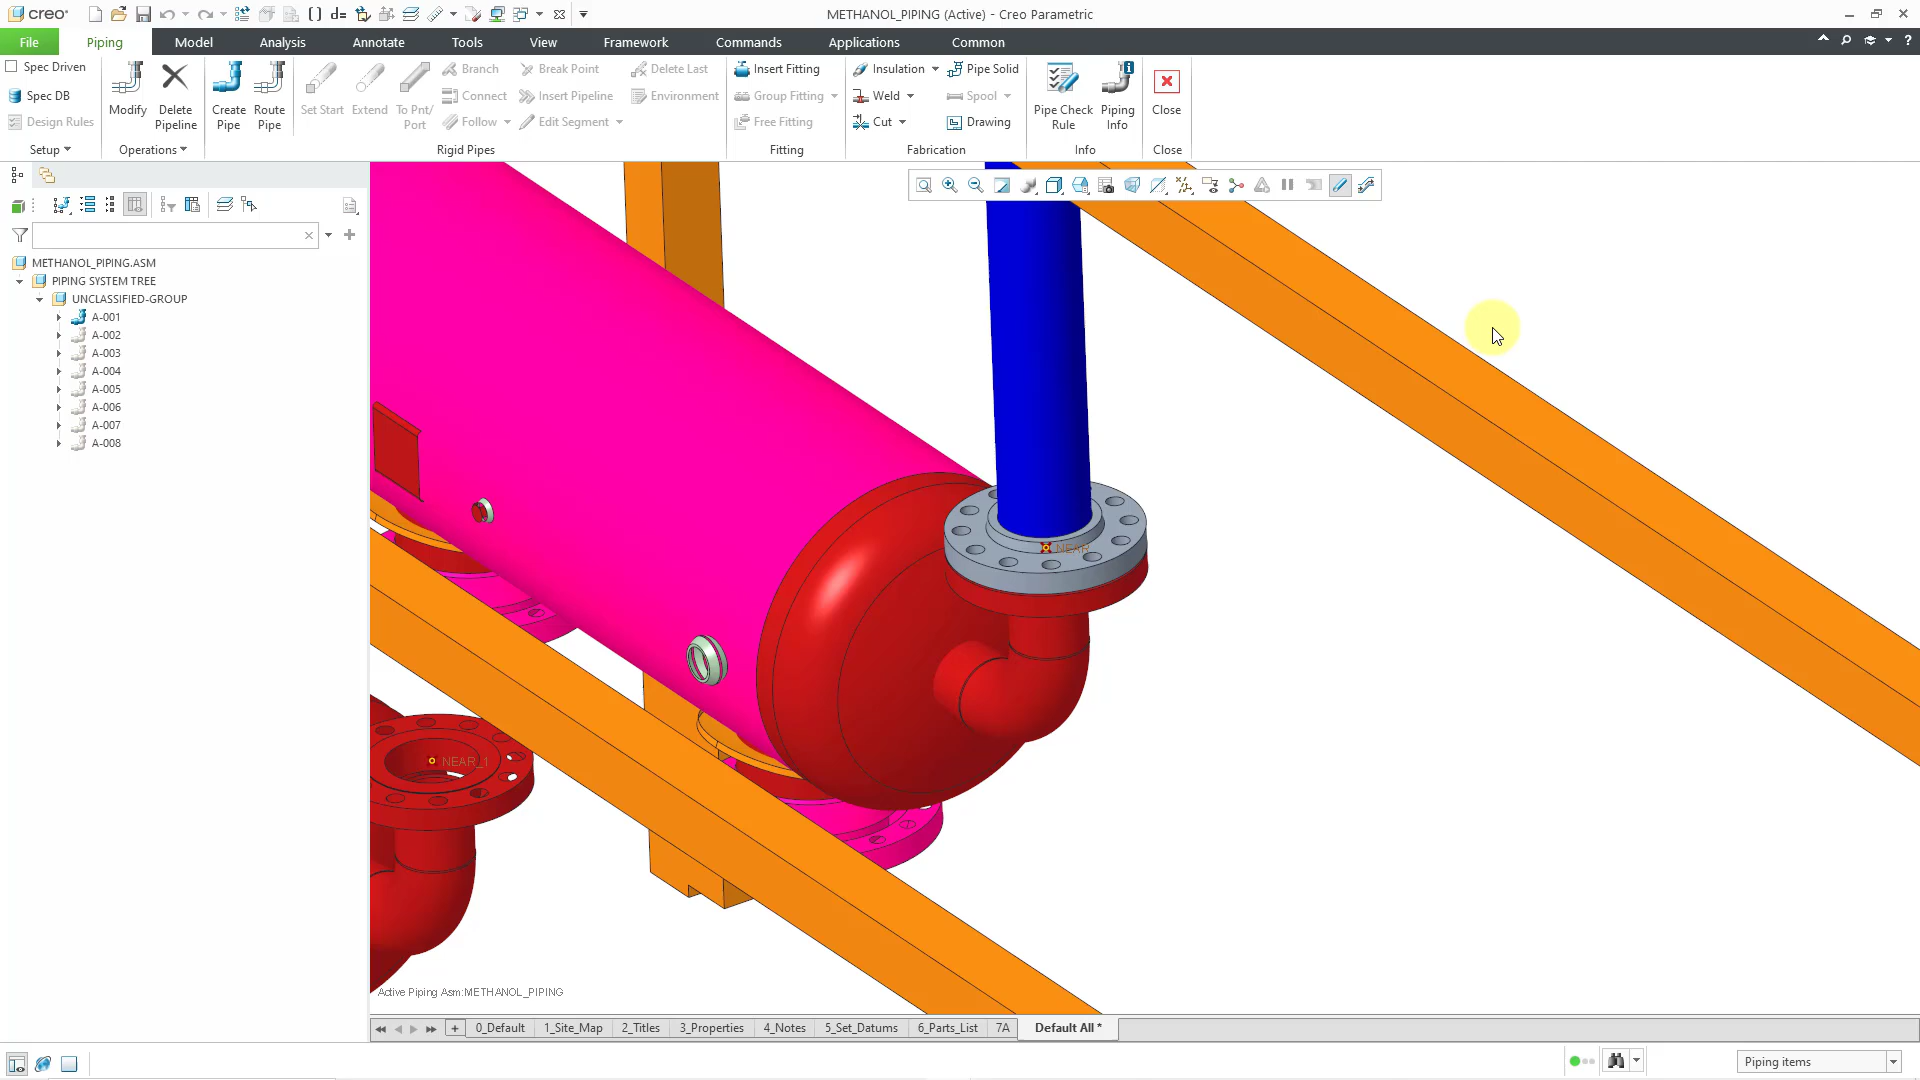 creo
METHANOL_PIPING (Active) - Creo Parametric
File
Piping
Model
Analysis
Annotate
Tools
View
Framework
Commands
Applications
Common
Spec Driven
Spec DB
Design Rules
Setup
Modify
Delete Pipeline
Operations
Create Pipe
Route Pipe
Set Start
Extend
To Pnt/ Port
Branch
Connect
Follow
Break Point
Insert Pipeline
Edit Segment
Delete Last
Environment
Rigid Pipes
Insert Fitting
Group Fitting
Free Fitting
Fitting
Insulation
Weld
Cut
Pipe Solid
Spool
Drawing
Fabrication
Pipe Check Rule
Piping Info
Info
Close
Close
METHANOL_PIPING.ASM
PIPING SYSTEM TREE
UNCLASSIFIED-GROUP
A-001
A-002
A-003
A-004
A-005
A-006
A-007
A-008
NEAR
NEAR_1
Active Piping Asm:METHANOL_PIPING
0_Default
1_Site_Map
2_Titles
3_Properties
4_Notes
5_Set_Datums
6_Parts_List
7A
Default All *
Piping items